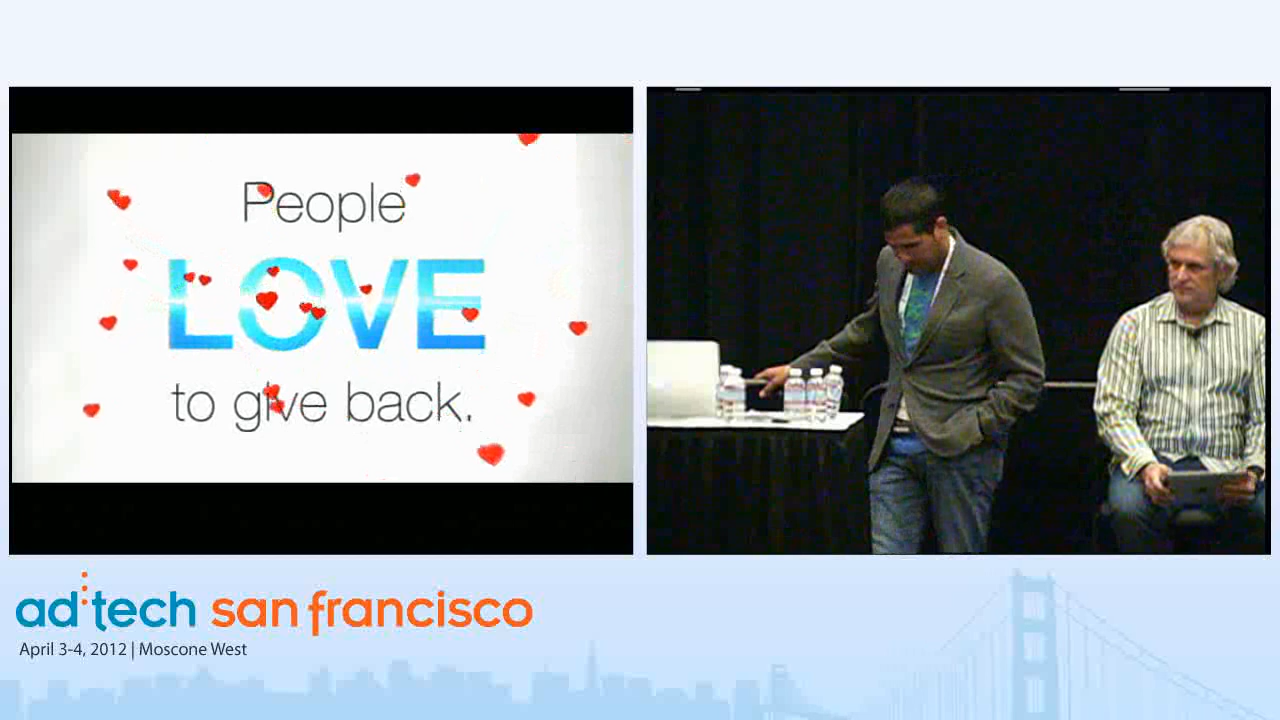 People
LOVE
to give back.
ad:tech san francisco
April 3-4, 2012 | Moscone West